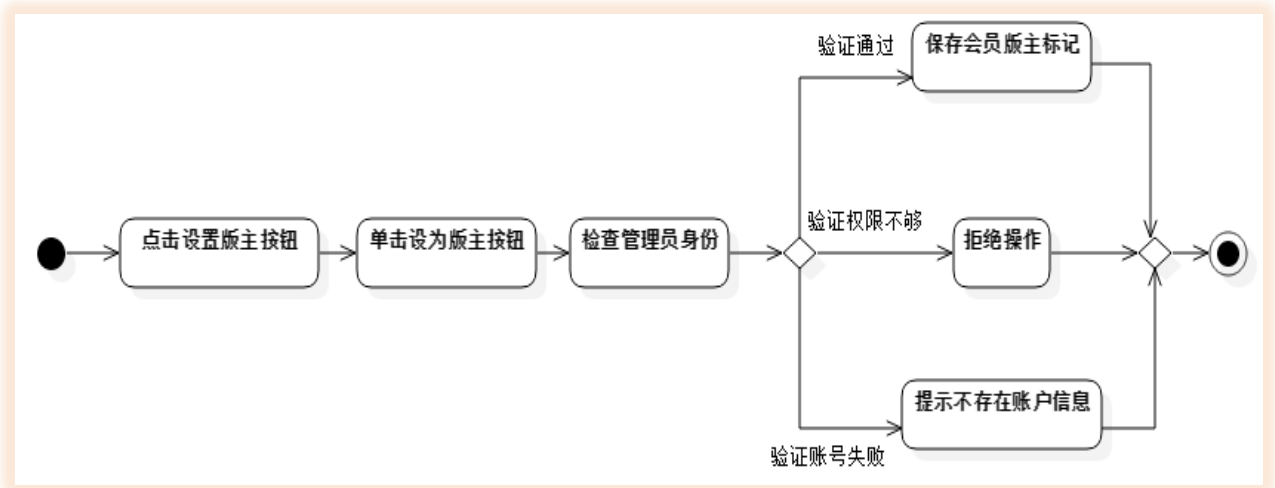 验证通过
保存会员版主标记
点击设置版主按钮
单击设为版主按钮
检查管理员身份
验证权限不够
拒绝操作
提示不存在账户信息
验证账号失败